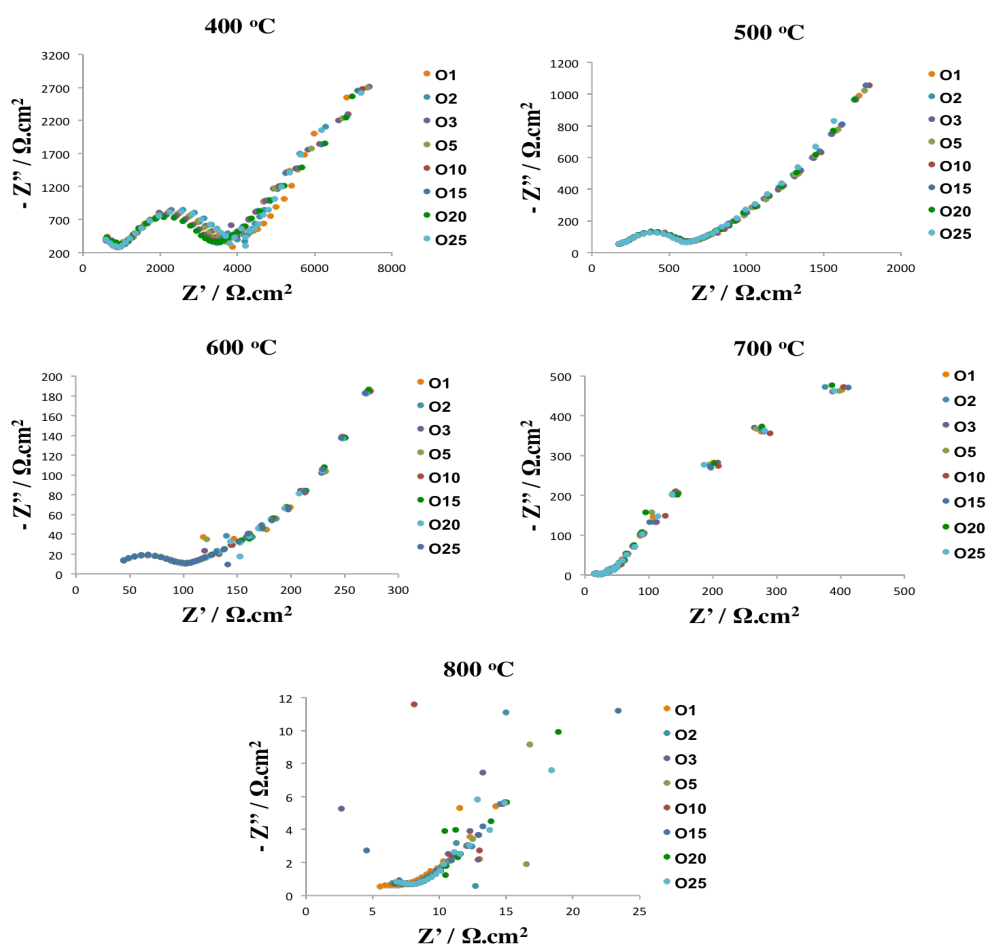 400 °C
3200
2700
2200
1700
1200
700
200
0 2000 4000 6000 8000
- Z” / Ω.cm²
Z’ / Ω.cm²
O1
O2
O3
O5
O10
O15
O20
O25
500 °C
1200
1000
800
600
400
200
0
0 500 1000 1500 2000
- Z” / Ω.cm²
Z’ / Ω.cm²
O1
O2
O3
O5
O10
O15
O20
O25
600 °C
200
180
160
140
120
100
80
60
40
20
0
0 50 100 150 200 250 300
- Z” / Ω.cm²
Z’ / Ω.cm²
O1
O2
O3
O5
O10
O15
O20
O25
700 °C
500
400
300
200
100
0
0 100 200 300 400 500
- Z” / Ω.cm²
Z’ / Ω.cm²
O1
O2
O3
O5
O10
O15
O20
O25
800 °C
12
10
8
6
4
2
0
0 5 10 15 20 25
- Z” / Ω.cm²
Z’ / Ω.cm²
O1
O2
O3
O5
O10
O15
O20
O25